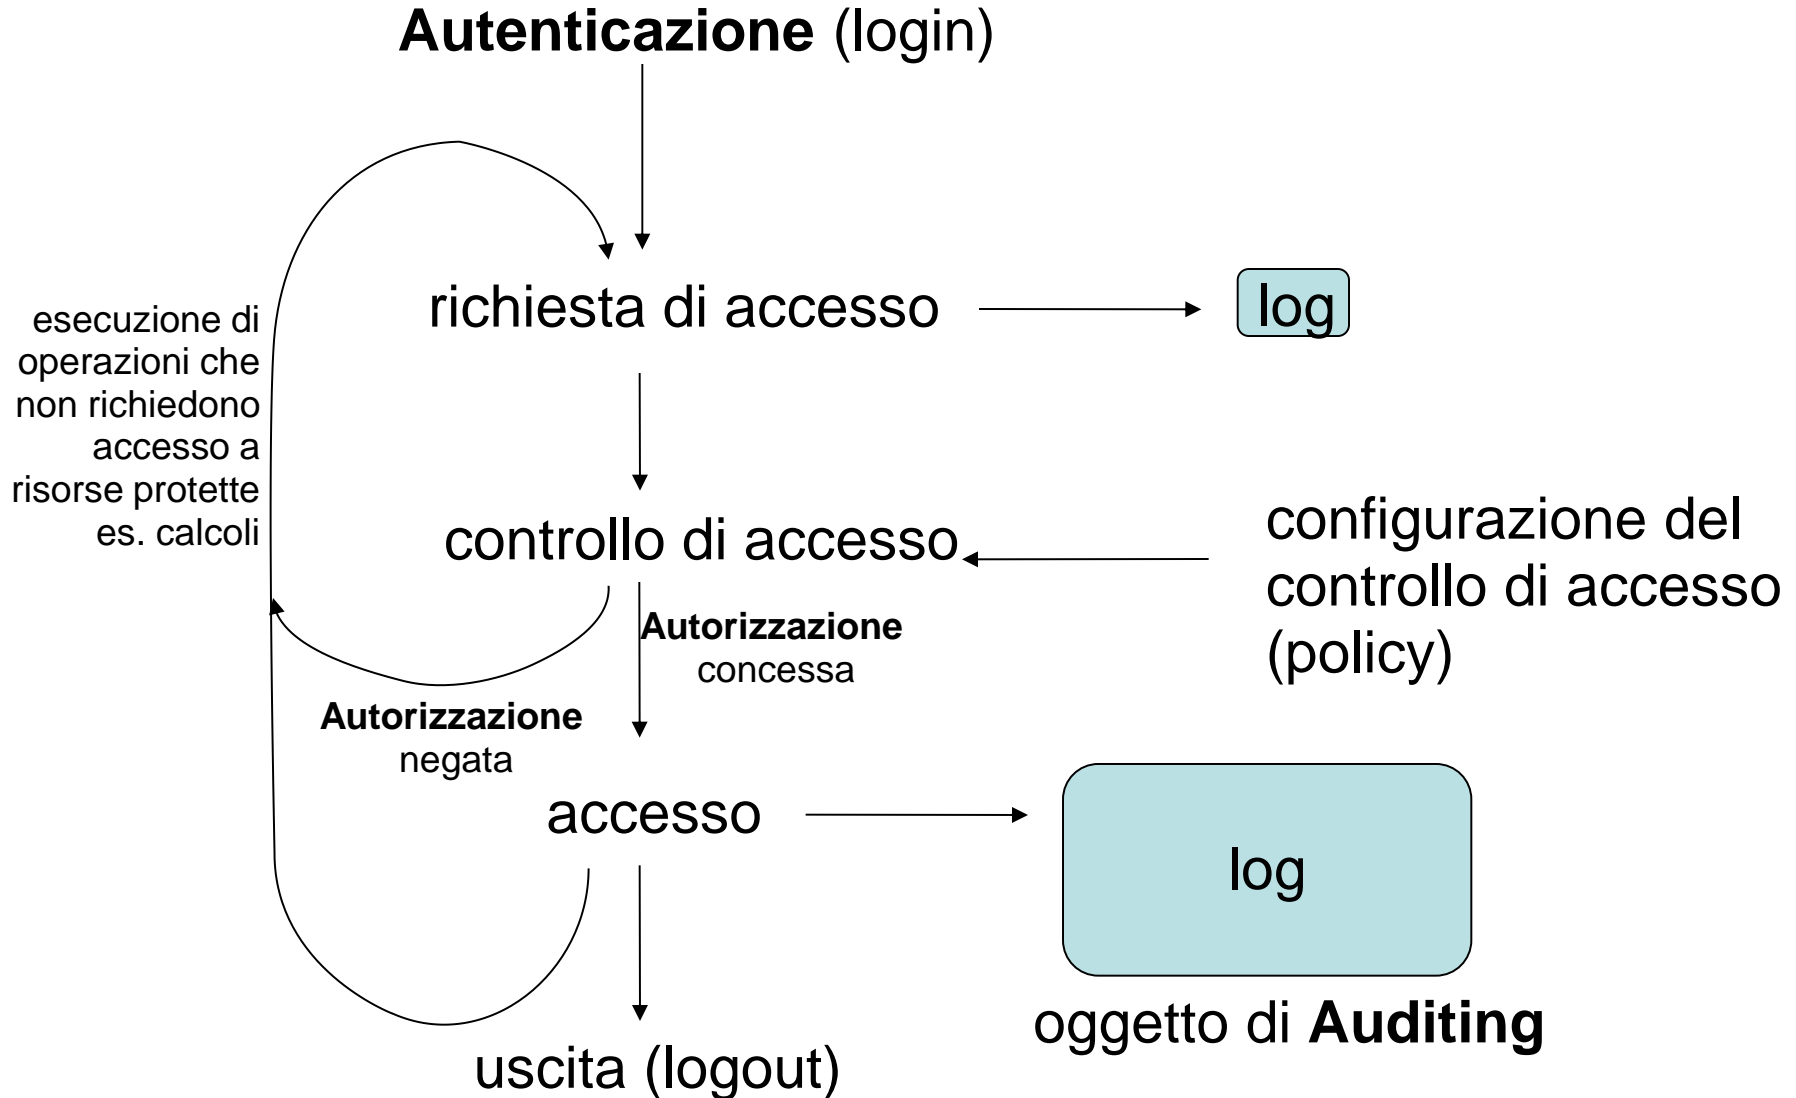 Autenticazione (login)
richiesta di accesso
log
esecuzione di
operazioni che
non richiedono
accesso a
risorse protette
es. calcoli
controllo di accesso
configurazione del
controllo di accesso
(policy)
Autorizzazione
concessa
Autorizzazione
negata
accesso
log
oggetto di Auditing
uscita (logout)